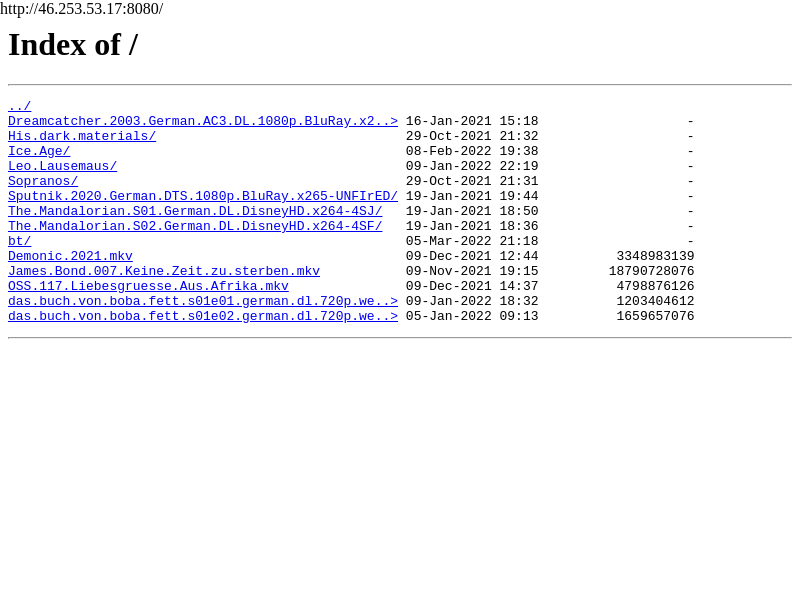 http://46.253.53.17:8080/
Index of /
../
Dreamcatcher.2003.German.AC3.DL.1080p.BluRay.x2..> 16-Jan-2021 15:18 -
His.dark.materials/ 29-Oct-2021 21:32 -
Ice.Age/ 08-Feb-2022 19:38 -
Leo.Lausemaus/ 09-Jan-2022 22:19 -
Sopranos/ 29-Oct-2021 21:31 -
Sputnik.2020.German.DTS.1080p.BluRay.x265-UNFIrED/ 19-Jan-2021 19:44 -
The.Mandalorian.S01.German.DL.DisneyHD.x264-4SJ/ 19-Jan-2021 18:50 -
The.Mandalorian.S02.German.DL.DisneyHD.x264-4SF/ 19-Jan-2021 18:36 -
bt/ 05-Mar-2022 21:18 -
Demonic.2021.mkv 09-Dec-2021 12:44 3348983139
James.Bond.007.Keine.Zeit.zu.sterben.mkv 09-Nov-2021 19:15 18790728076
OSS.117.Liebesgruesse.Aus.Afrika.mkv 09-Dec-2021 14:37 4798876126
das.buch.von.boba.fett.s01e01.german.dl.720p.we..> 09-Jan-2022 18:32 1203404612
das.buch.von.boba.fett.s01e02.german.dl.720p.we..> 05-Jan-2022 09:13 1659657076